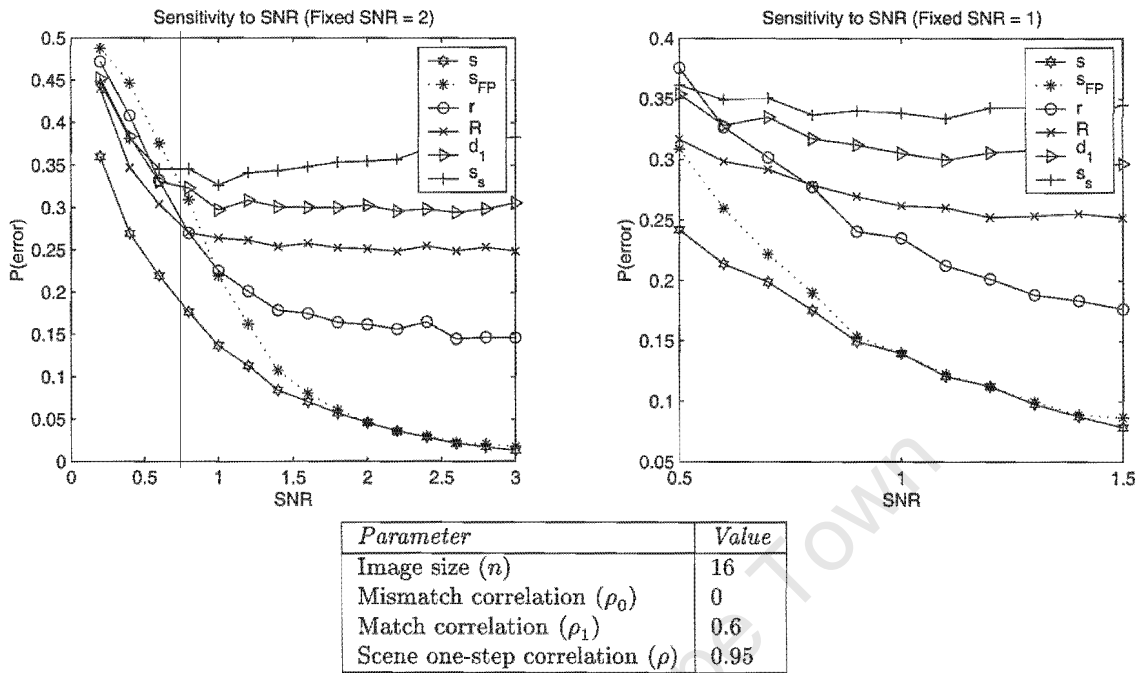 Sensitivity to SNR (Fixed SNR = 2)
0.5
0.45
0.4
0.35
0.3
0.25
0.2
0.15
0.1
0.05
0
P(error)
0
0.5
1
1.5
2
2.5
3
SNR
s
s_FP
r
R
d_1
s_s
Sensitivity to SNR (Fixed SNR = 1)
0.4
0.35
0.3
0.25
0.2
0.15
0.1
0.05
P(error)
0.5
1
1.5
SNR
s
s_FP
r
R
d_1
s_s
Parameter Value
Image size (n) 16
Mismatch correlation (ρ₀) 0
Match correlation (ρ₁) 0.6
Scene one-step correlation (ρ) 0.95
Town